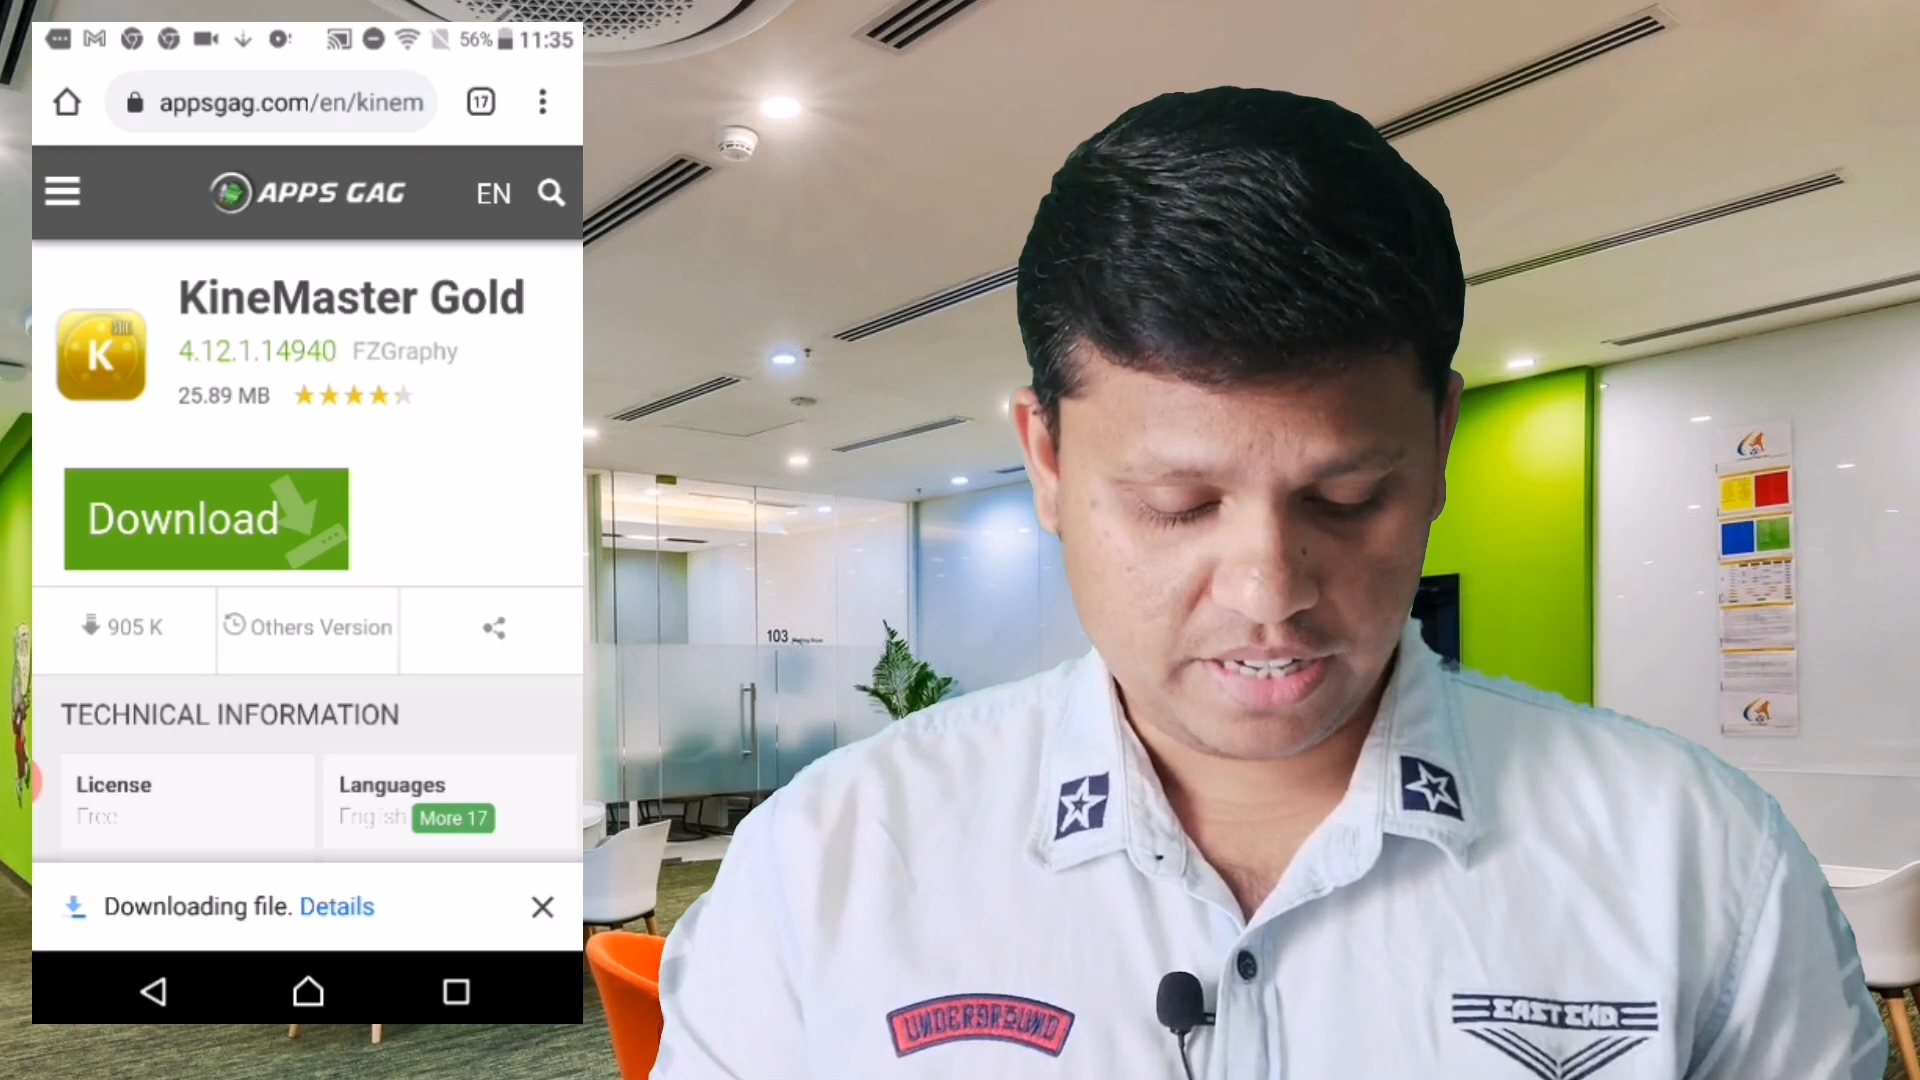 56% 11:35
appsgag.com/en/kinem 17
APPS GAG EN
KineMaster Gold
4.12.1.14940 FZGraphy
25.89 MB
Download
905 K Others Version
TECHNICAL INFORMATION
License Languages
Free English More 17
Downloading file. Details
103
UNDERGROUND
EAST END